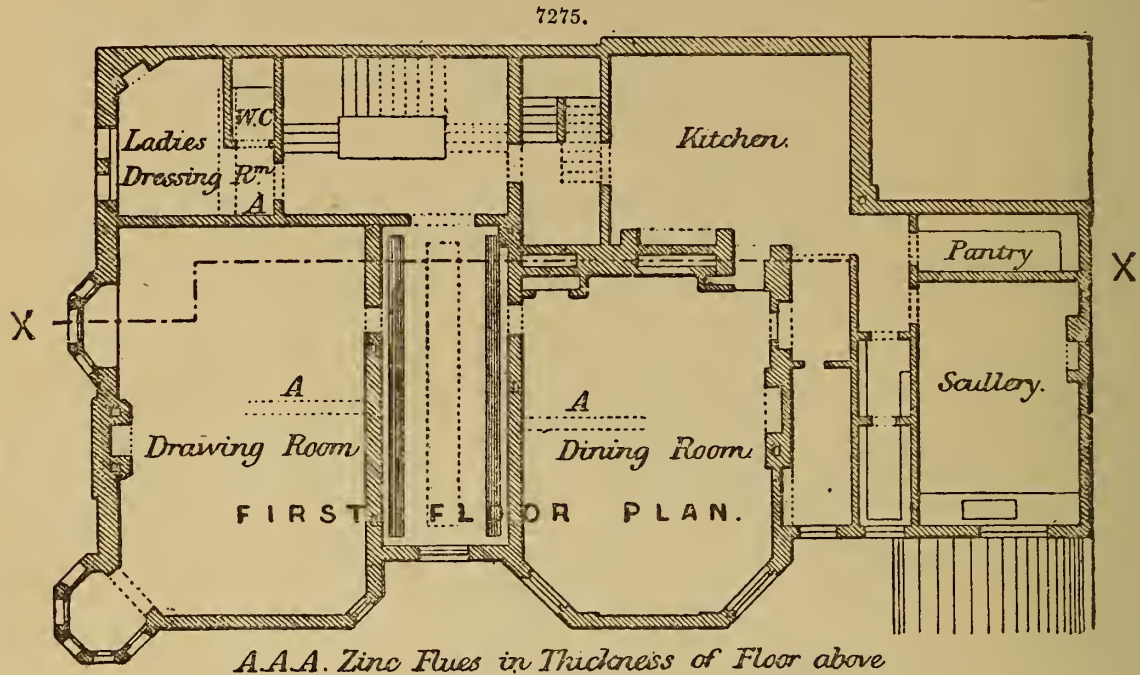 7275.
W.C
Ladies
Dressing Rm.
A
Kitchen.
Pantry
X
X
A
A
Scullery.
Drawing Room
Dining Room
FIRST FLOOR PLAN.
A.A.A. Zinc Flues in Thickness of Floor above